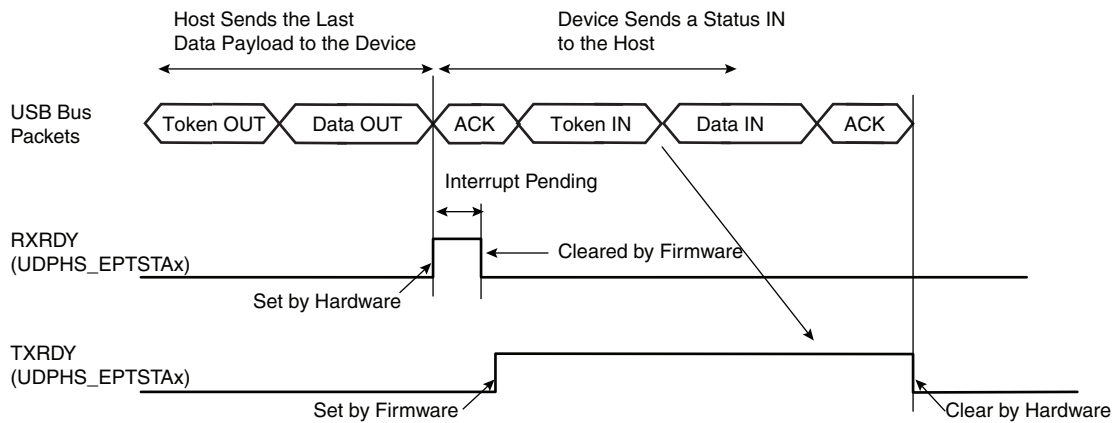 Host Sends the Last
Data Payload to the Device
Device Sends a Status IN
to the Host
USB Bus
Packets
Token OUT
Data OUT
ACK
Token IN
Data IN
ACK
Interrupt Pending
RXRDY
(UDPHS_EPTSTAx)
Cleared by Firmware
Set by Hardware
TXRDY
(UDPHS_EPTSTAx)
Set by Firmware
Clear by Hardware